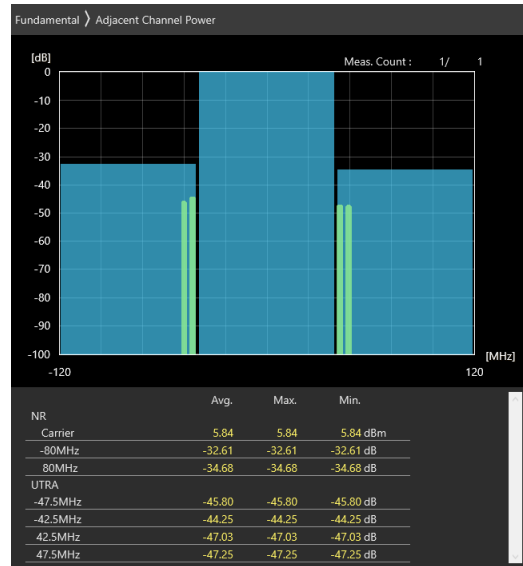 Fundamental 〉 Adjacent Channel Power
[dB]
Meas. Count : 1/ 1
0
-10
-20
-30
-40
-50
-60
-70
-80
-90
-100
[MHz]
-120 120
Avg. Max. Min.
NR
Carrier 5.84 5.84 5.84 dBm
-80MHz -32.61 -32.61 -32.61 dB
80MHz -34.68 -34.68 -34.68 dB
UTRA
-47.5MHz -45.80 -45.80 -45.80 dB
-42.5MHz -44.25 -44.25 -44.25 dB
42.5MHz -47.03 -47.03 -47.03 dB
47.5MHz -47.25 -47.25 -47.25 dB